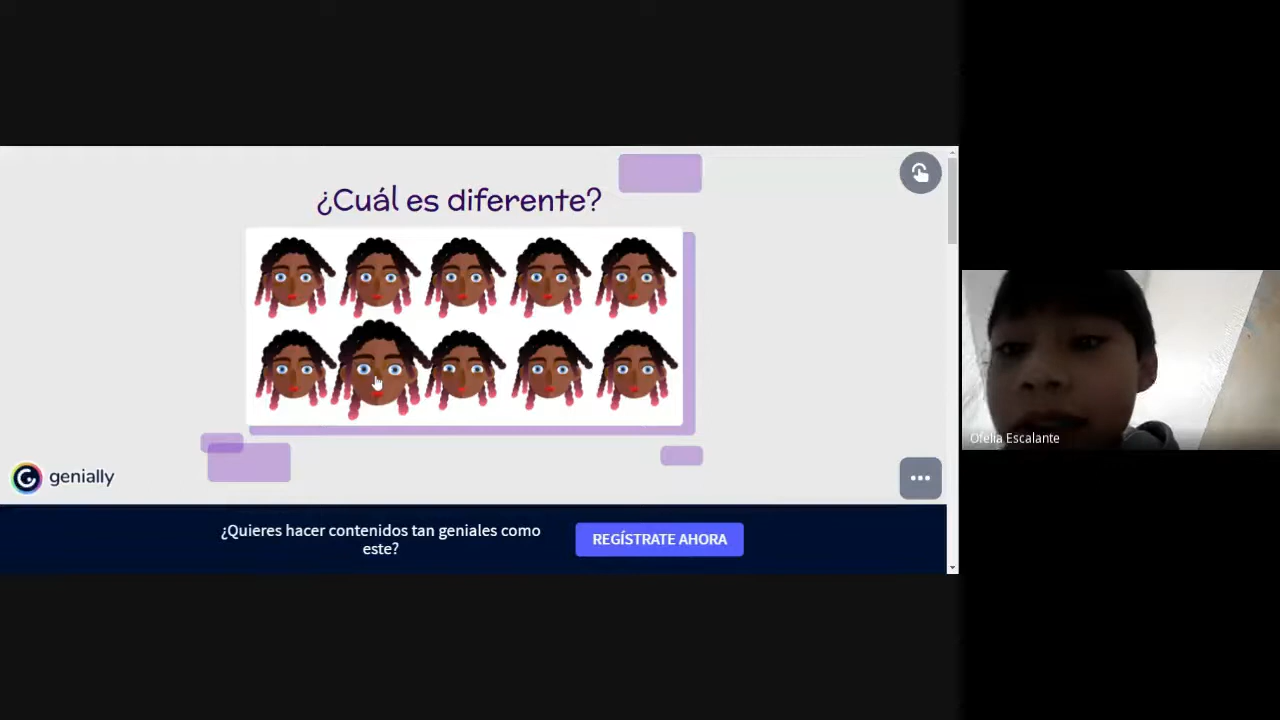 ¿Cuál es diferente?
Ofelia Escalante
genially
¿Quieres hacer contenidos tan geniales como
este?
REGÍSTRATE AHORA